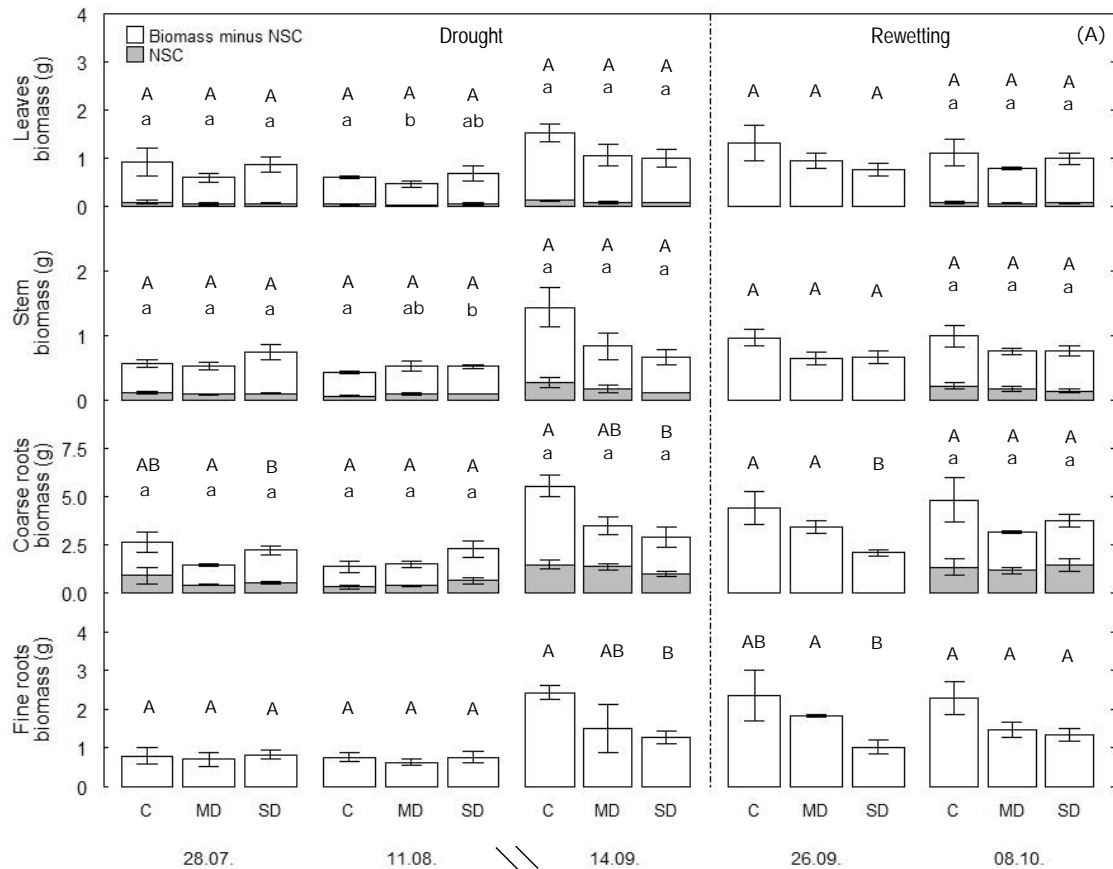 4
Biomass minus NSC
NSC
Drought
Rewetting
(A)
3
2
1
0
Leaves
biomass (g)
A A A A A A A A A A A A A A A
a a a a b ab a a a a a a
2
1
0
Stem
biomass (g)
A A A A A A A A A A A A A A A
a a a a ab b a a a a a a
7.5
5.0
2.5
0.0
Coarse roots
biomass (g)
AB A B A A A A AB B A A B A A A
a a a a a a a a a a a a
4
3
2
1
0
Fine roots
biomass (g)
A A A A A A A AB B AB A B A A A
C MD SD C MD SD C MD SD C MD SD C MD SD
28.07. 11.08. 14.09. 26.09. 08.10.